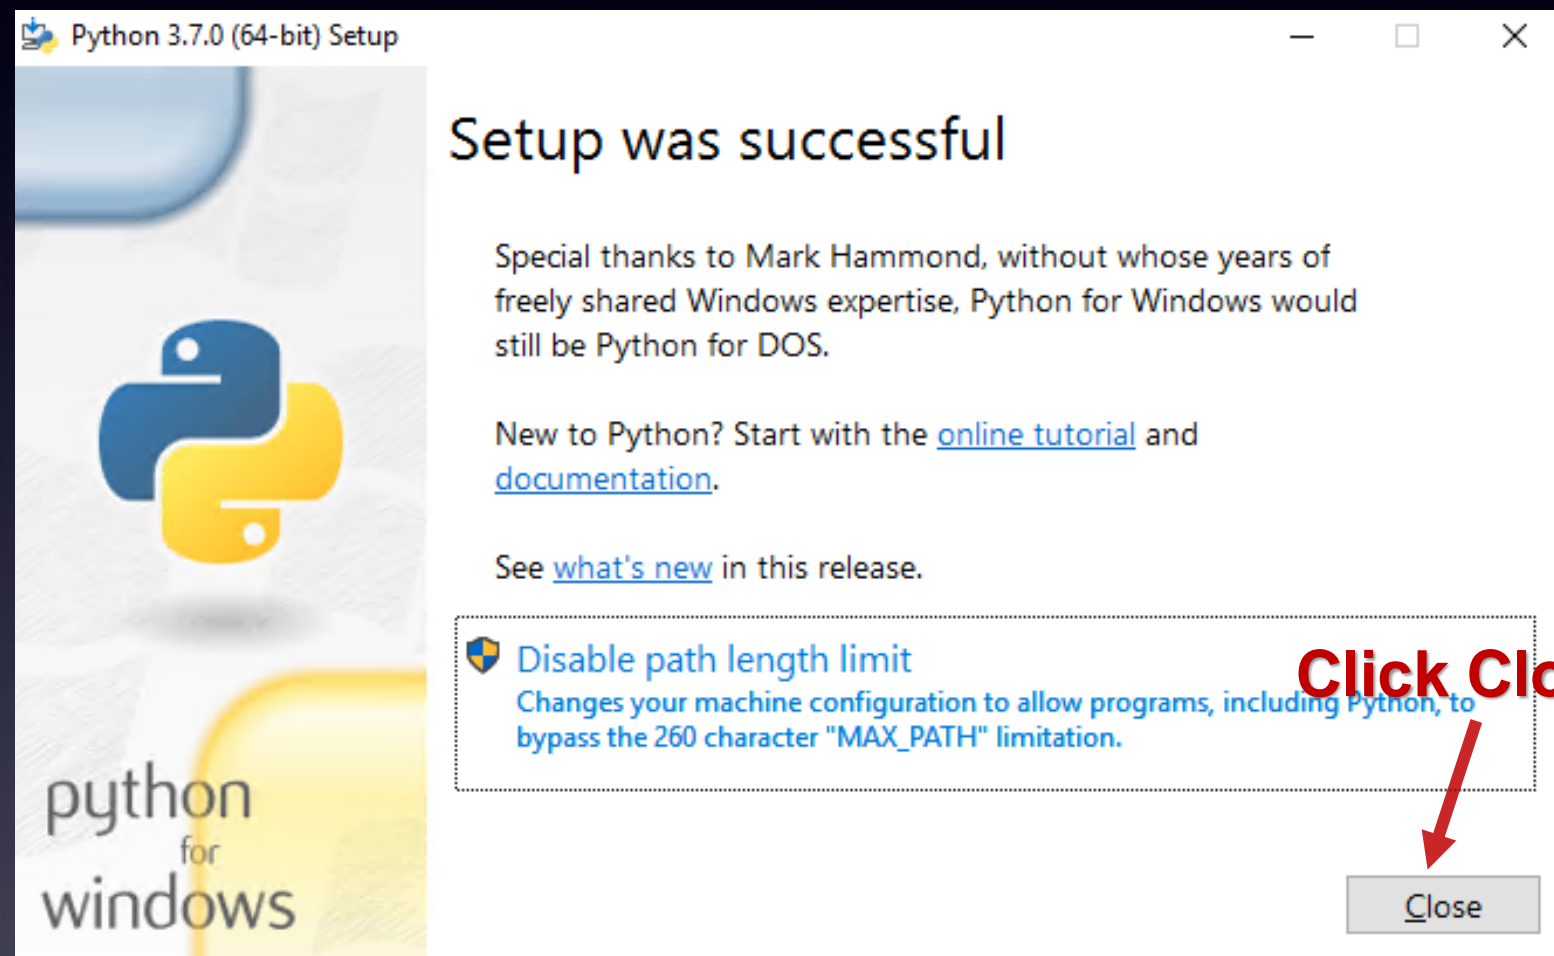 Python 3.7.0 (64-bit) Setup
Setup was successful
Special thanks to Mark Hammond, without whose years of
freely shared Windows expertise, Python for Windows would
still be Python for DOS.
New to Python? Start with the online tutorial and
documentation.
See what's new in this release.
Disable path length limit
Click Clo
Changes your machine configuration to allow programs, including Python, to
bypass the 260 character "MAX_PATH" limitation.
python
for
windows
Close